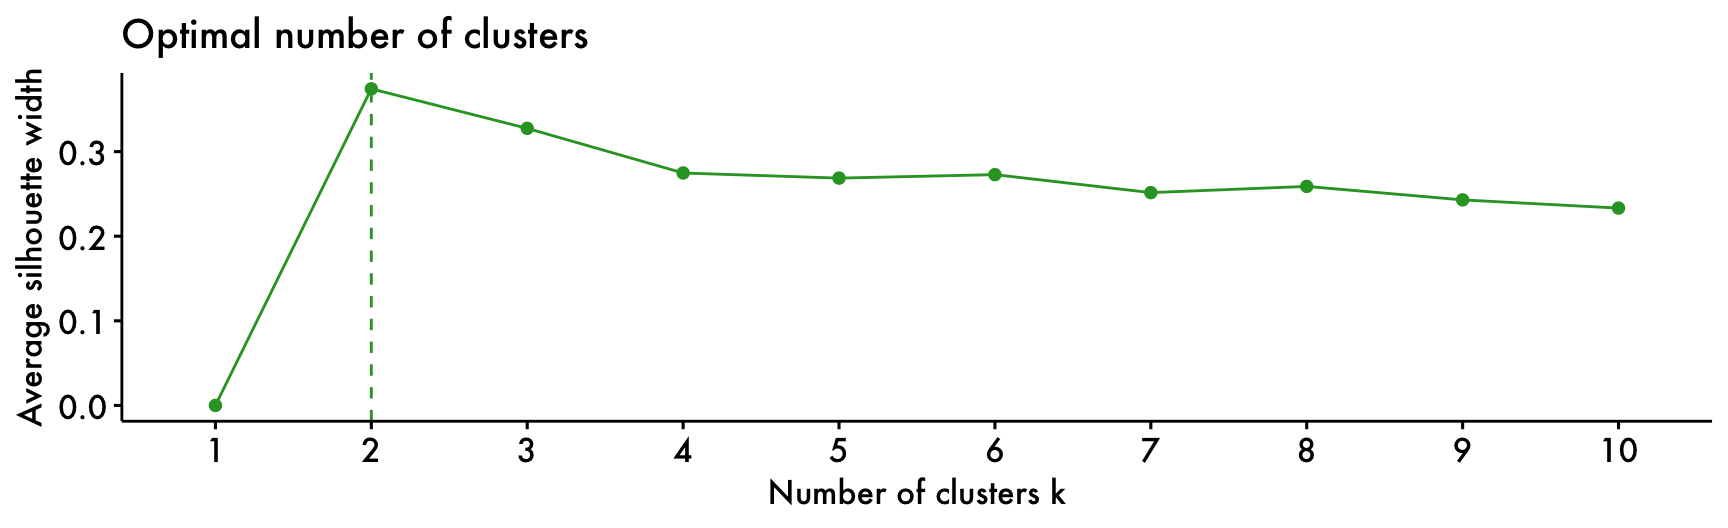 Optimal number of clusters
Average silhouette width
0.3
0.2
0.1
0.0
1 2 3 4 5 6 7 8 9 10
Number of clusters k